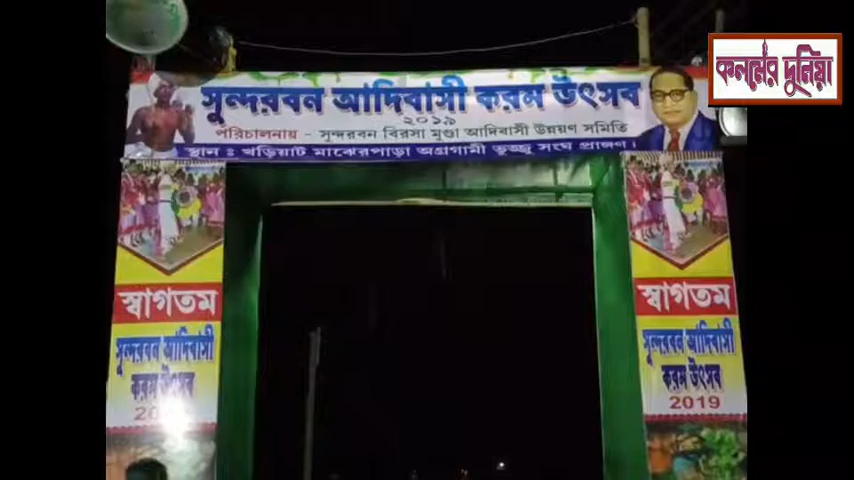 কলমের দুনিয়া
সুন্দরবন আদিবাসী করম উৎসব
২০১৯
পরিচালনায় - সুন্দরবন বিরসা মুণ্ডা আদিবাসী উন্নয়ণ সমিতি
স্থান ঃ খড়িয়াট মাঝেরপাড়া অগ্রগামী তুজ্জু সংঘ প্রাঙ্গণ।
স্বাগতম
সুন্দরবন আদিবাসী
করম উৎসব
2019
স্বাগতম
সুন্দরবন আদিবাসী
করম উৎসব
2019